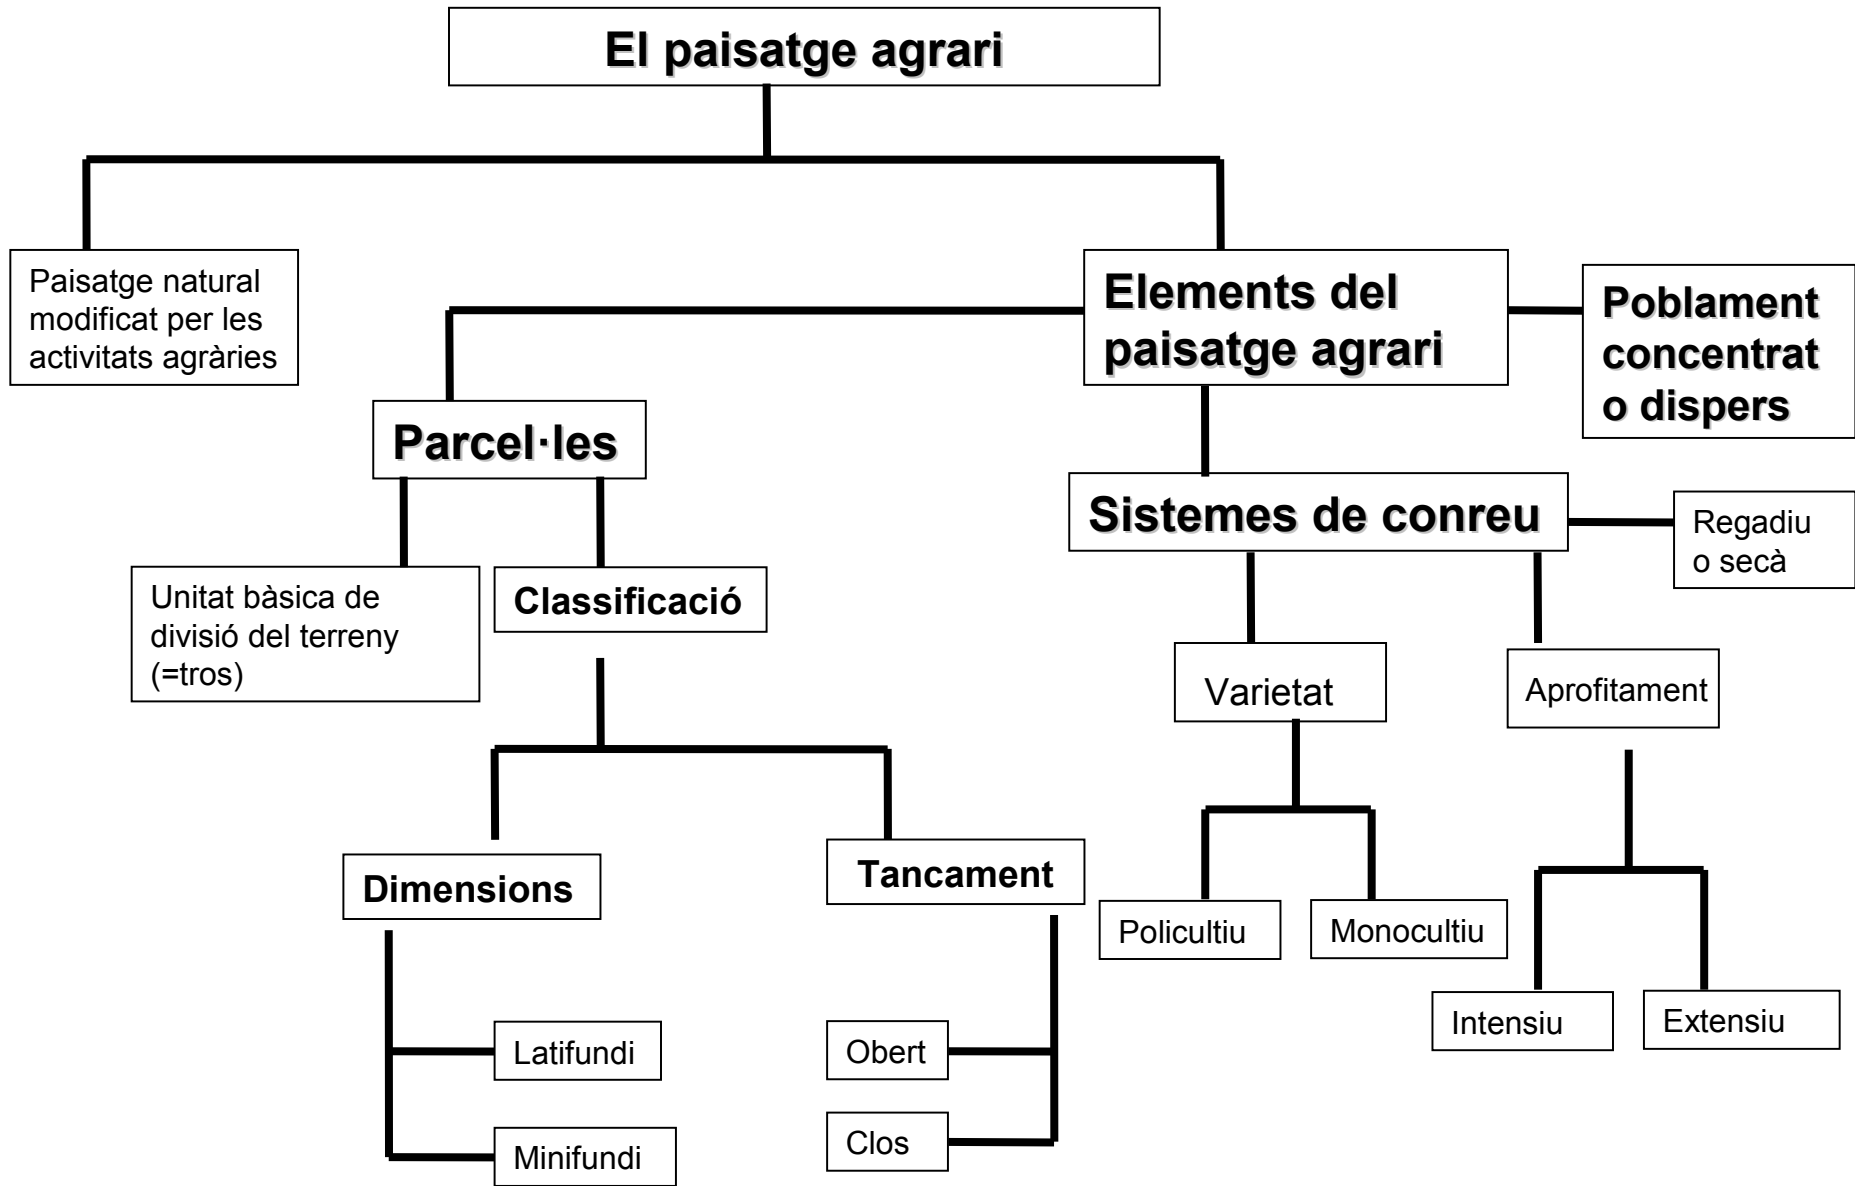 El paisatge agrari
Paisatge natural
modificat per les
activitats agràries
Elements del
paisatge agrari
Poblament
concentrat
o dispers
Parcel·les
Sistemes de conreu
Regadiu
o secà
Unitat bàsica de
divisió del terreny
(=tros)
Classificació
Varietat
Aprofitament
Dimensions
Tancament
Policultiu
Monocultiu
Intensiu
Extensiu
Latifundi
Obert
Minifundi
Clos